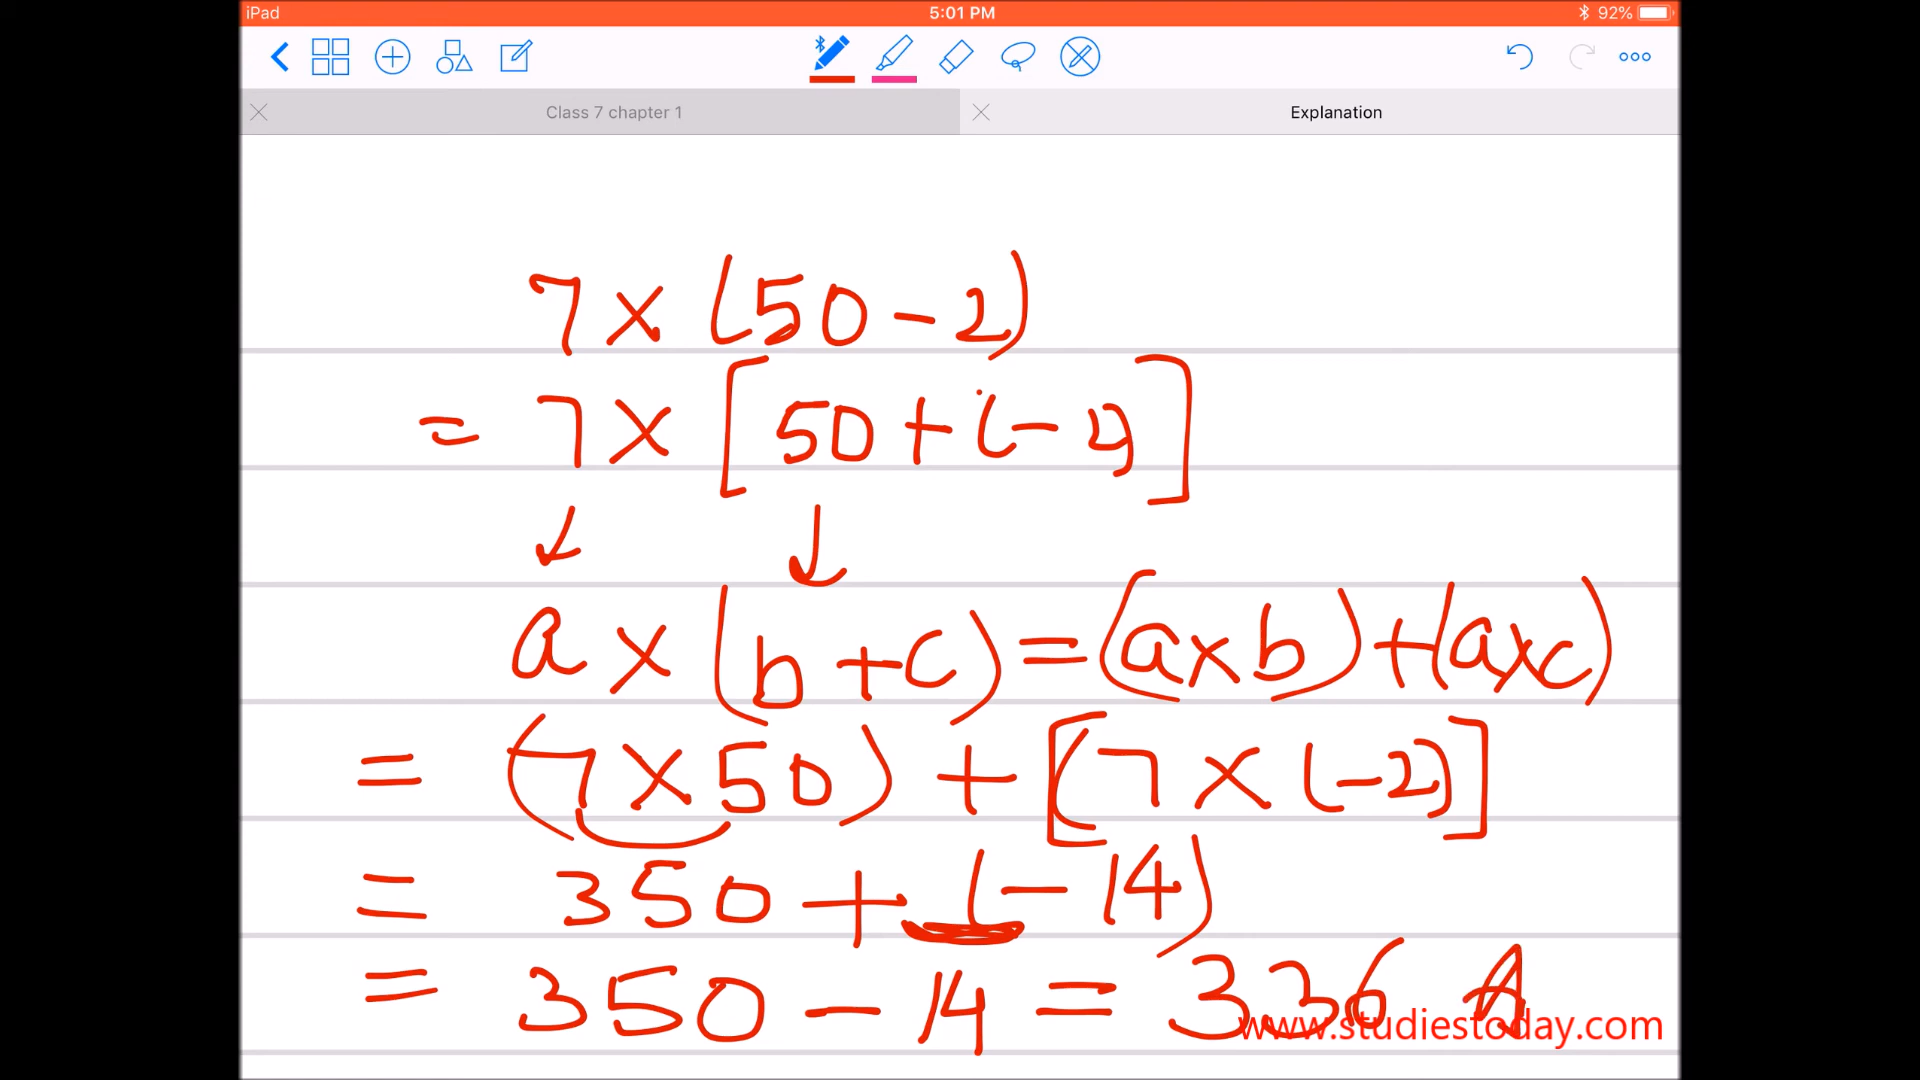 iPad
5:01 PM
92%
Class 7 chapter 1
Explanation
7 × (50 - 2)
= 7 × [50 + (-2)]
a × (b + c) = (a×b) + (a×c)
= (7 × 50) + [(7 × (-2)]
= 350 + (-14)
= 350 - 14 = 336 A
www.studiestoday.com